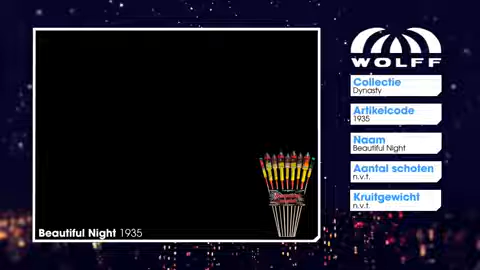 WOLFF
Collectie
Dynasty
Artikelcode
1935
Naam
Beautiful Night
Aantal schoten
n.v.t.
Kruitgewicht
n.v.t.
Beautiful Night 1935